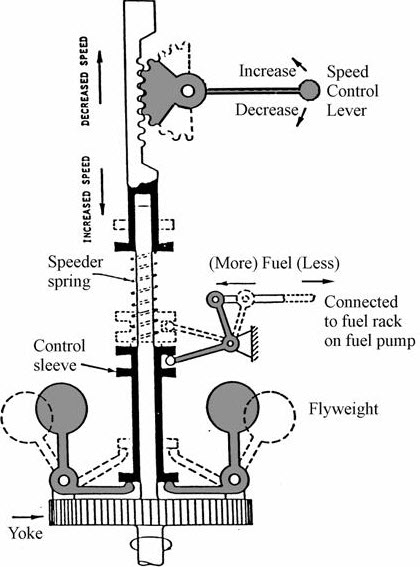 DECREASED SPEED
INCREASED SPEED
Increase
Decrease
Speed
Control
Lever
Speeder
spring
(More) Fuel (Less)
Connected
to fuel rack
on fuel pump
Control
sleeve
Flyweight
Yoke